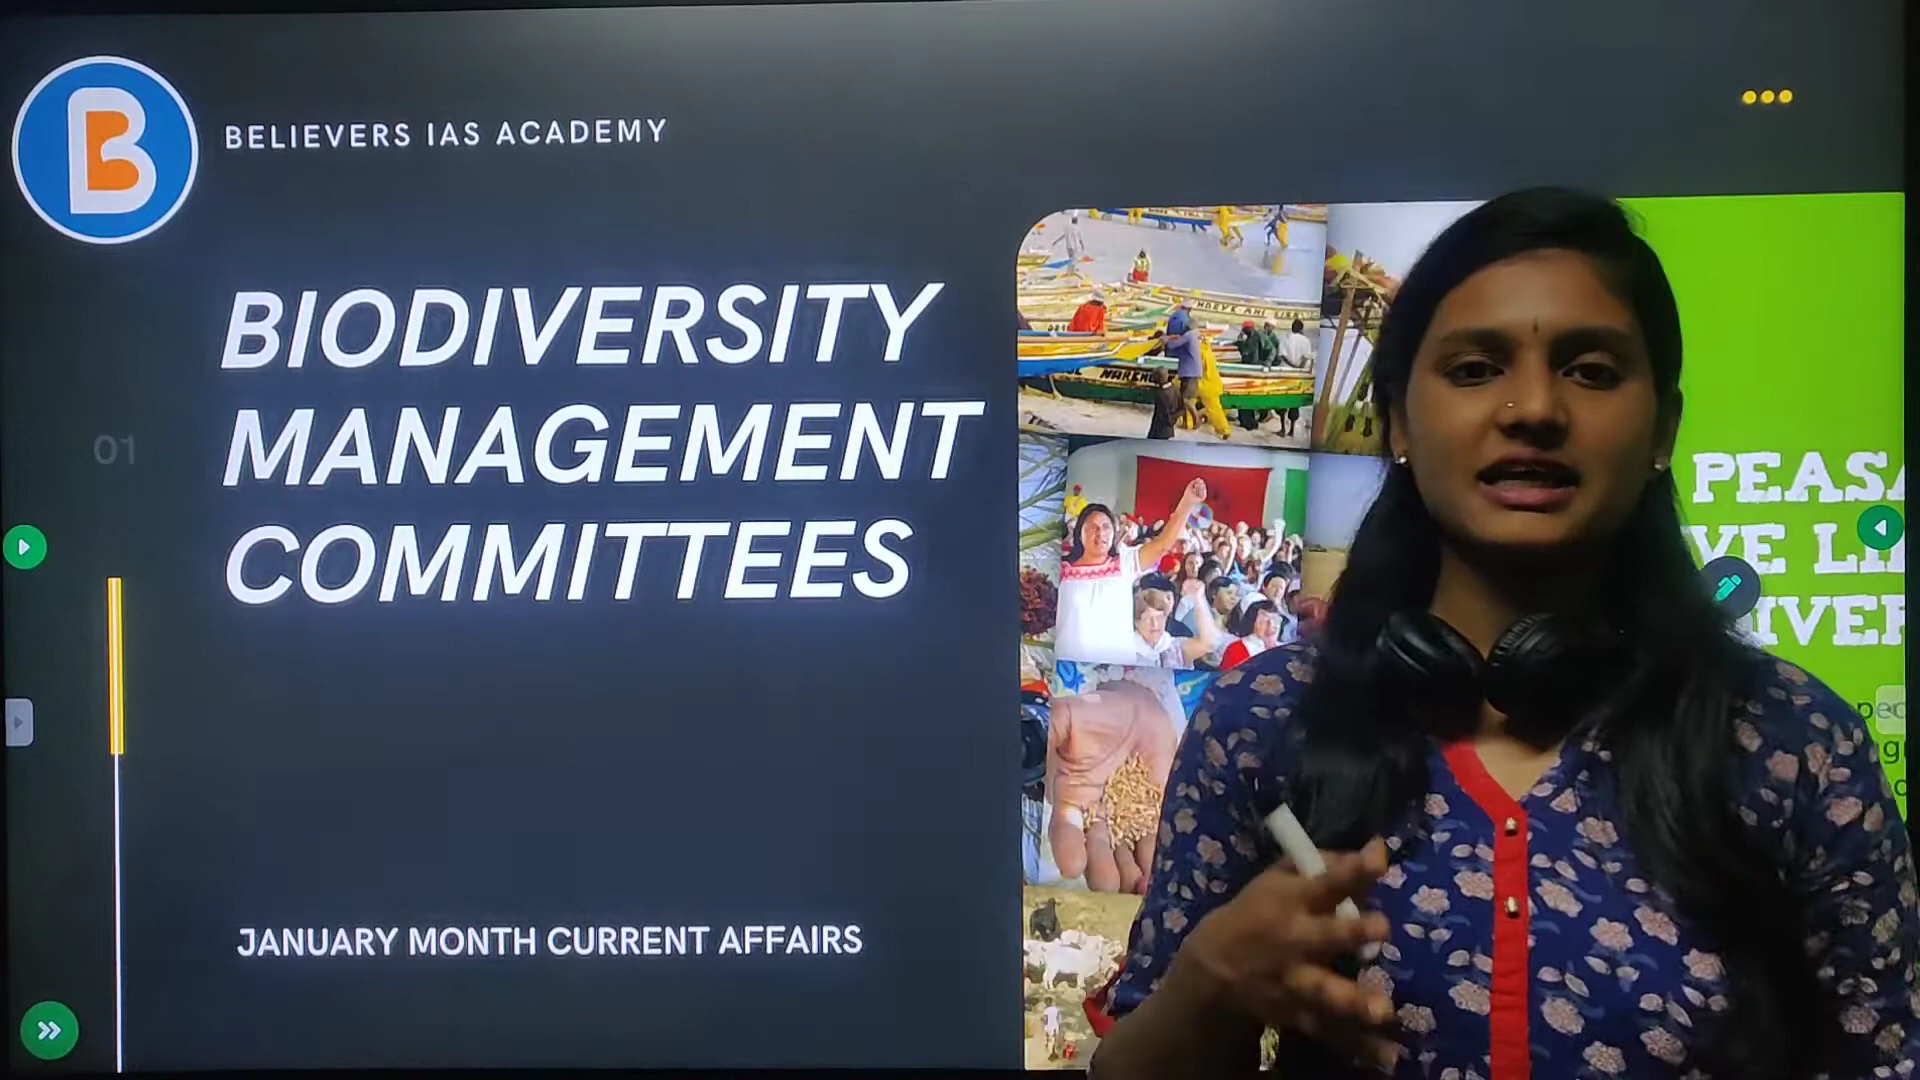 B
BELIEVERS IAS ACADEMY
BIODIVERSITY
MANAGEMENT
COMMITTEES
01
JANUARY MONTH CURRENT AFFAIRS